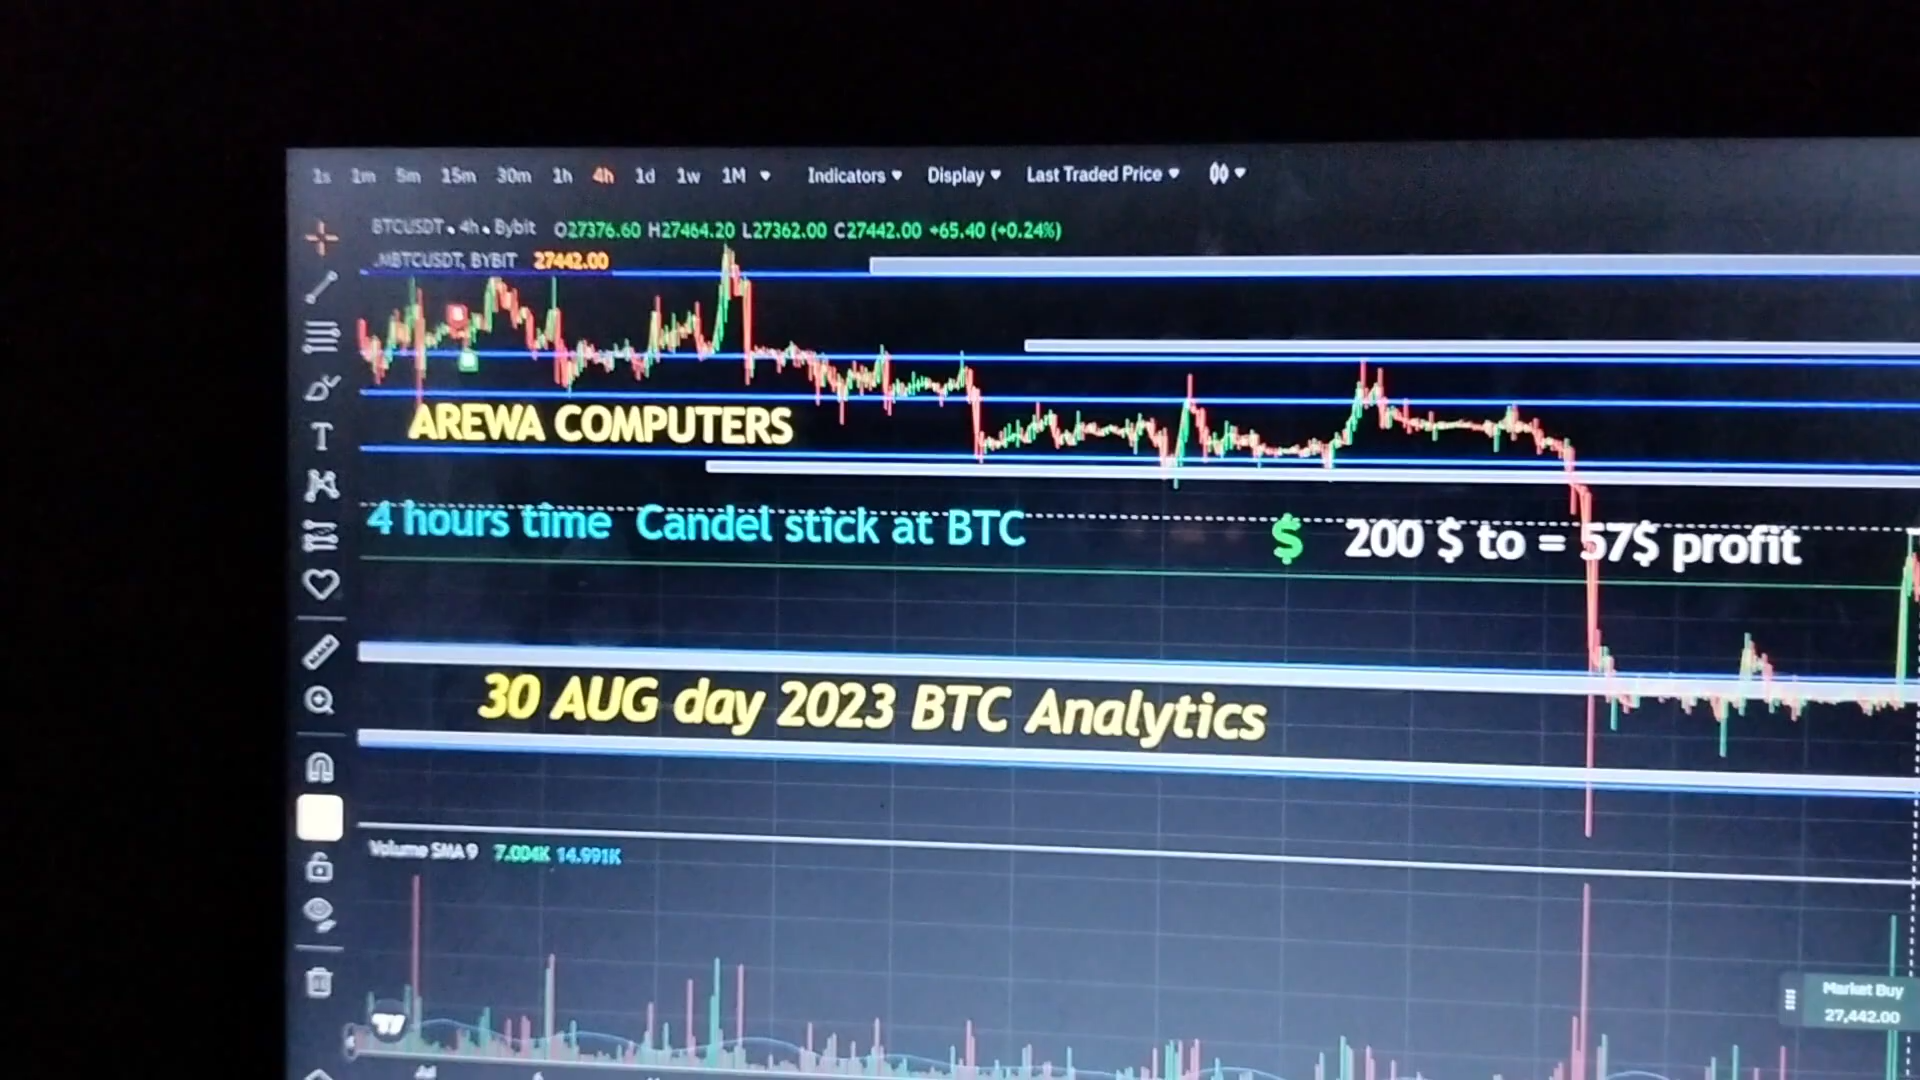 1s 1m 5m 15m 30m 1h 4h 1d 1w 1M Indicators Display Last Traded Price
BTCUSDT • 4h • Bybit O27376.60 H27464.20 L27362.00 C27442.00 +65.40 (+0.24%)
.MBTCUSDT, BYBIT 27442.00
AREWA COMPUTERS
4 hours time Candel stick at BTC
$ 200 $ to = 57$ profit
30 AUG day 2023 BTC Analytics
Volume SMA 9 7.004K 14.991K
Market Buy
27,442.00